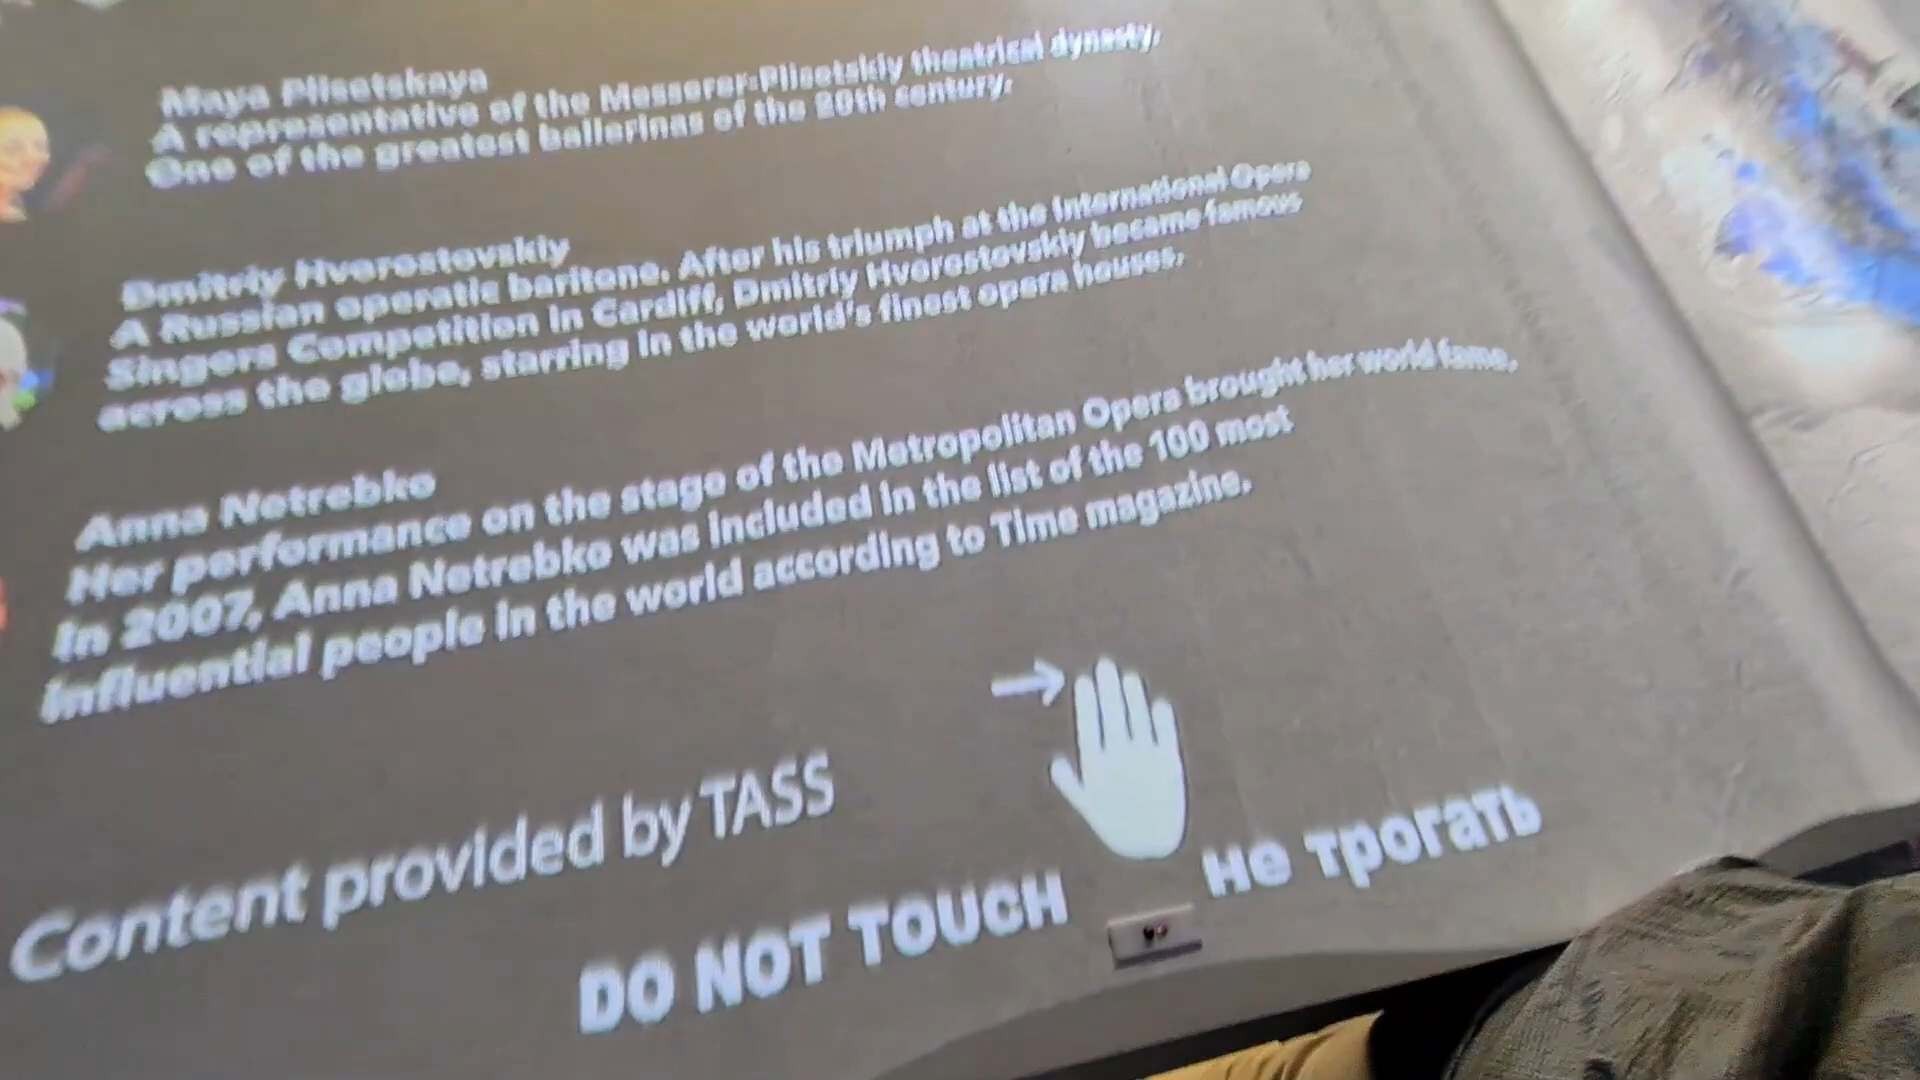 Maya Plisetskaya
A representative of the Messerer-Plisetskiy theatrical dynasty.
One of the greatest ballerinas of the 20th century.
Dmitriy Hvorostovskiy
A Russian operatic baritone. After his triumph at the International Opera
Singers Competition in Cardiff, Dmitriy Hvorostovskiy became famous
across the globe, starring in the world's finest opera houses.
Anna Netrebko
Her performance on the stage of the Metropolitan Opera brought her world fame.
In 2007, Anna Netrebko was included in the list of the 100 most
influential people in the world according to Time magazine.
Content provided by TASS
DO NOT TOUCH
не трогать